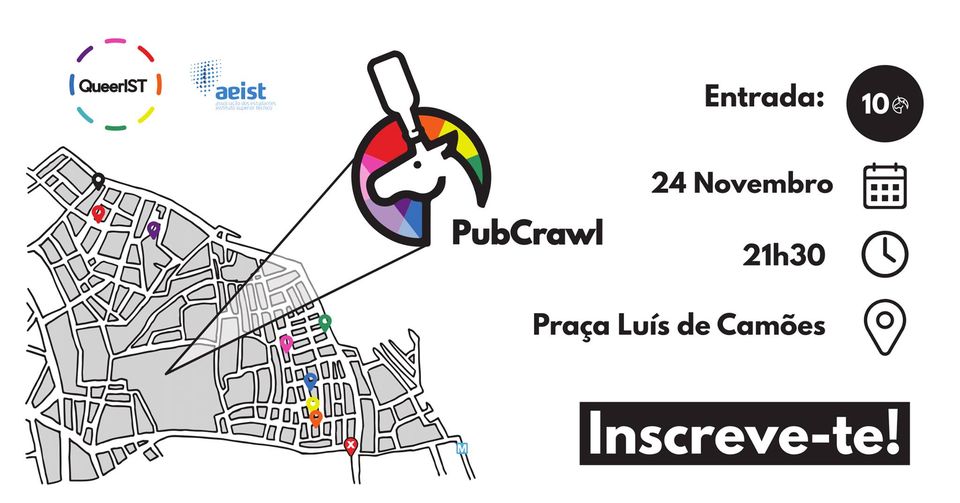 QueerIST
aeist
associação dos estudantes
instituto superior técnico
PubCrawl
Entrada: 10
24 Novembro
21h30
Praça Luís de Camões
Inscreve-te!
X
M